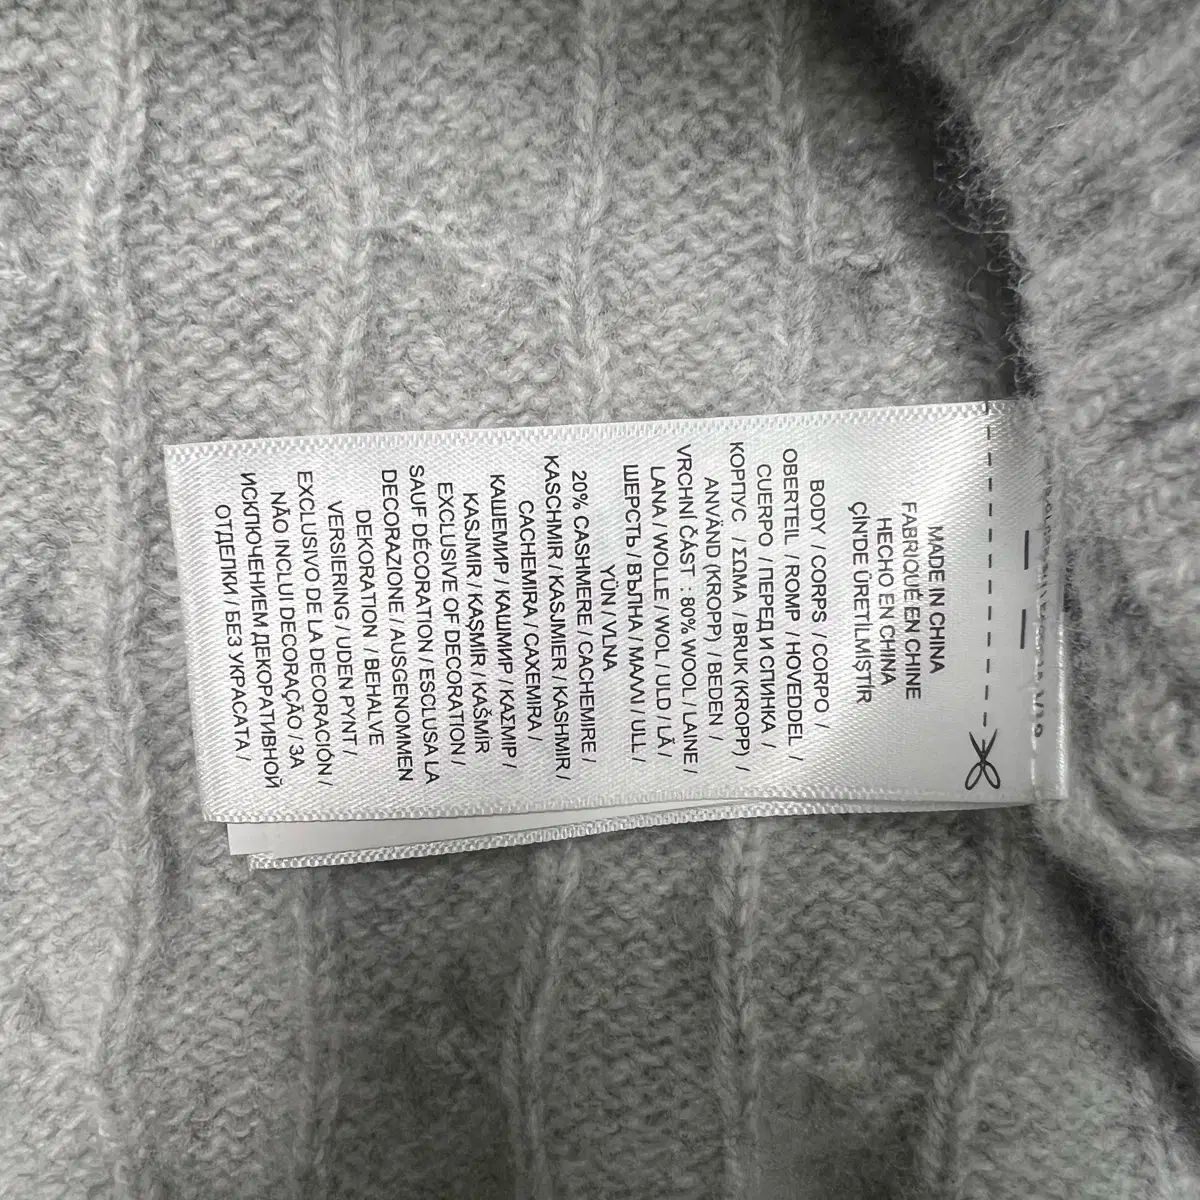 MADE IN CHINA
FABRIQUÉ EN CHINE
HECHO EN CHINA
ÇİN'DE ÜRETİLMİŞTİR
BODY / CORPS / CORPO /
OBERTEIL / ROMP / HOVEDDEL /
CUERPO / ПЕРЕД И СПИНКА /
КОРПУС / ΣΩΜΑ / BRUK (KROPP) /
ANVÄND (KROPP) / BEDEN /
VRCHNÍ ČÁST : 80% WOOL / LAINE /
LANA / WOLLE / WOL / ULD / LÃ /
ШЕРСТЬ / ВЪЛНА / ΜΑΛΛΙ / ULL /
YÜN / VLNA
20% CASHMERE / CACHEMIRE /
KASCHMIR / KASJMIER / KASHMIR /
CACHEMIRA / CAXEMIRA /
КАШЕМИР / КАШМИР / ΚΑΣΜΙΡ /
KASJMIR / KAŞMİR / KAŠMÍR
EXCLUSIVE OF DECORATION /
SAUF DÉCORATION / ESCLUSA LA
DECORAZIONE / AUSGENOMMEN
DEKORATION / BEHALVE
VERSIERING / UDEN PYNT /
EXCLUSIVO DE LA DECORACIÓN /
NÃO INCLUI DECORAÇÃO / ЗА
ИСКЛЮЧЕНИЕМ ДЕКОРАТИВНОЙ
ОТДЕЛКИ / БЕЗ УКРАСАТА /